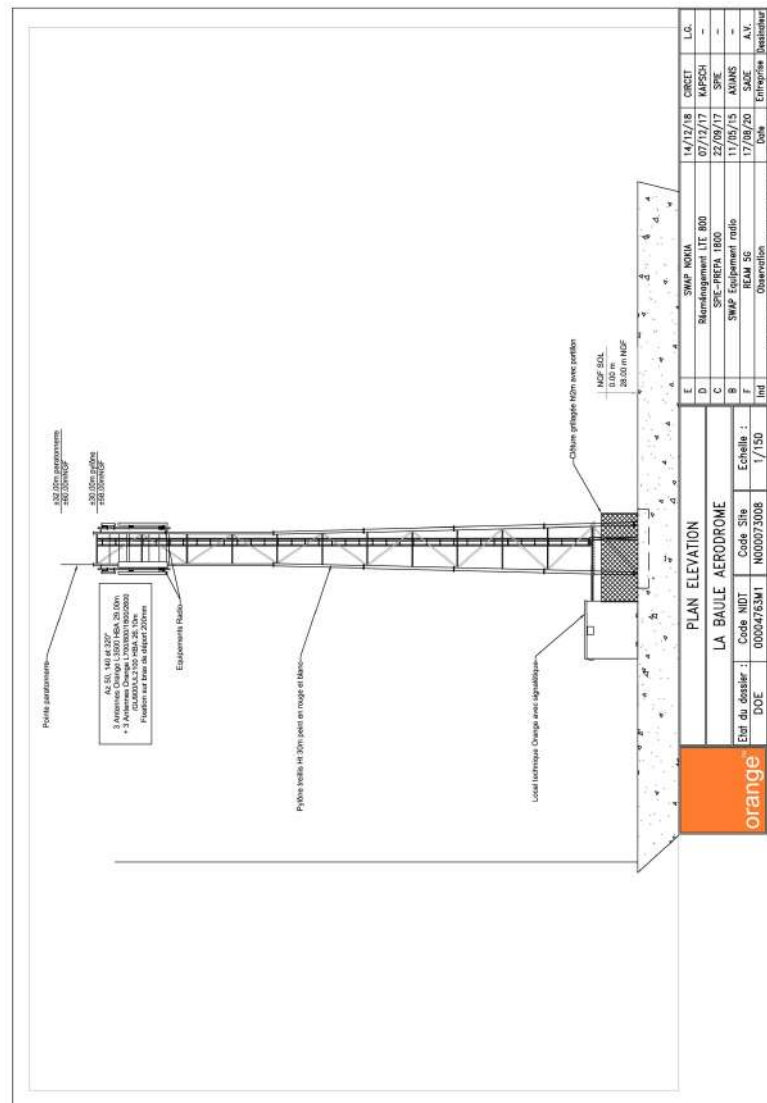 Pointe paratonnerre
±32.00m paratonnerre
±60.00mNGF
±30.00m pylône
±58.00mNGF
Az 50, 140 et 320°
3 Antennes Orange L3500 HBA 29.00m
+ 3 Antennes Orange L700/800/1800/2600
/GU900/UL2100 HBA 26.10m
Fixation sur bras de déport 200mm
Equipements Radio
Pylône treillis Ht 30m peint en rouge et blanc
Clôture grillagée ht2m avec portillon
Local technique Orange avec signalétique
NGF SOL
0.00 m
28.00 m NGF
orange™
PLAN ELEVATION
LA BAULE AERODROME
Etat du dossier : Code NIDT Code Site Echelle :
DOE 00004763M1 N000073008 1/150
E SWAP NOKIA 14/12/18 CIRCET L.G.
D Réaménagement LTE 800 07/12/17 KAPSCH –
C SPIE-PREPA 1800 22/09/17 SPIE –
B SWAP Equipement radio 11/05/15 AXIANS –
F REAM 5G 17/08/20 SADE A.V.
Ind Observation Date Entreprise Dessinateur